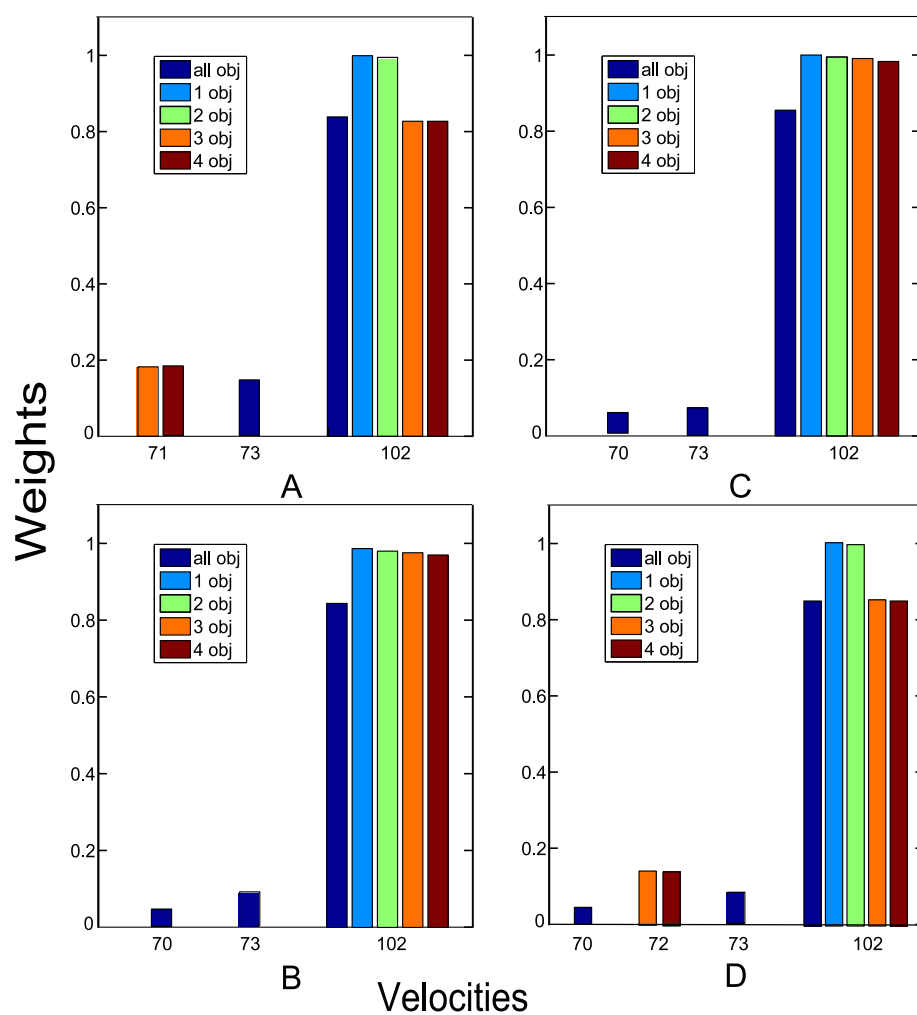 Weights
1
0.8
0.6
0.4
0.2
0
all obj
1 obj
2 obj
3 obj
4 obj
71 73 102
A
1
0.8
0.6
0.4
0.2
0
all obj
1 obj
2 obj
3 obj
4 obj
70 73 102
C
1
0.8
0.6
0.4
0.2
0
all obj
1 obj
2 obj
3 obj
4 obj
70 73 102
B
1
0.8
0.6
0.4
0.2
0
all obj
1 obj
2 obj
3 obj
4 obj
70 72 73 102
D
Velocities